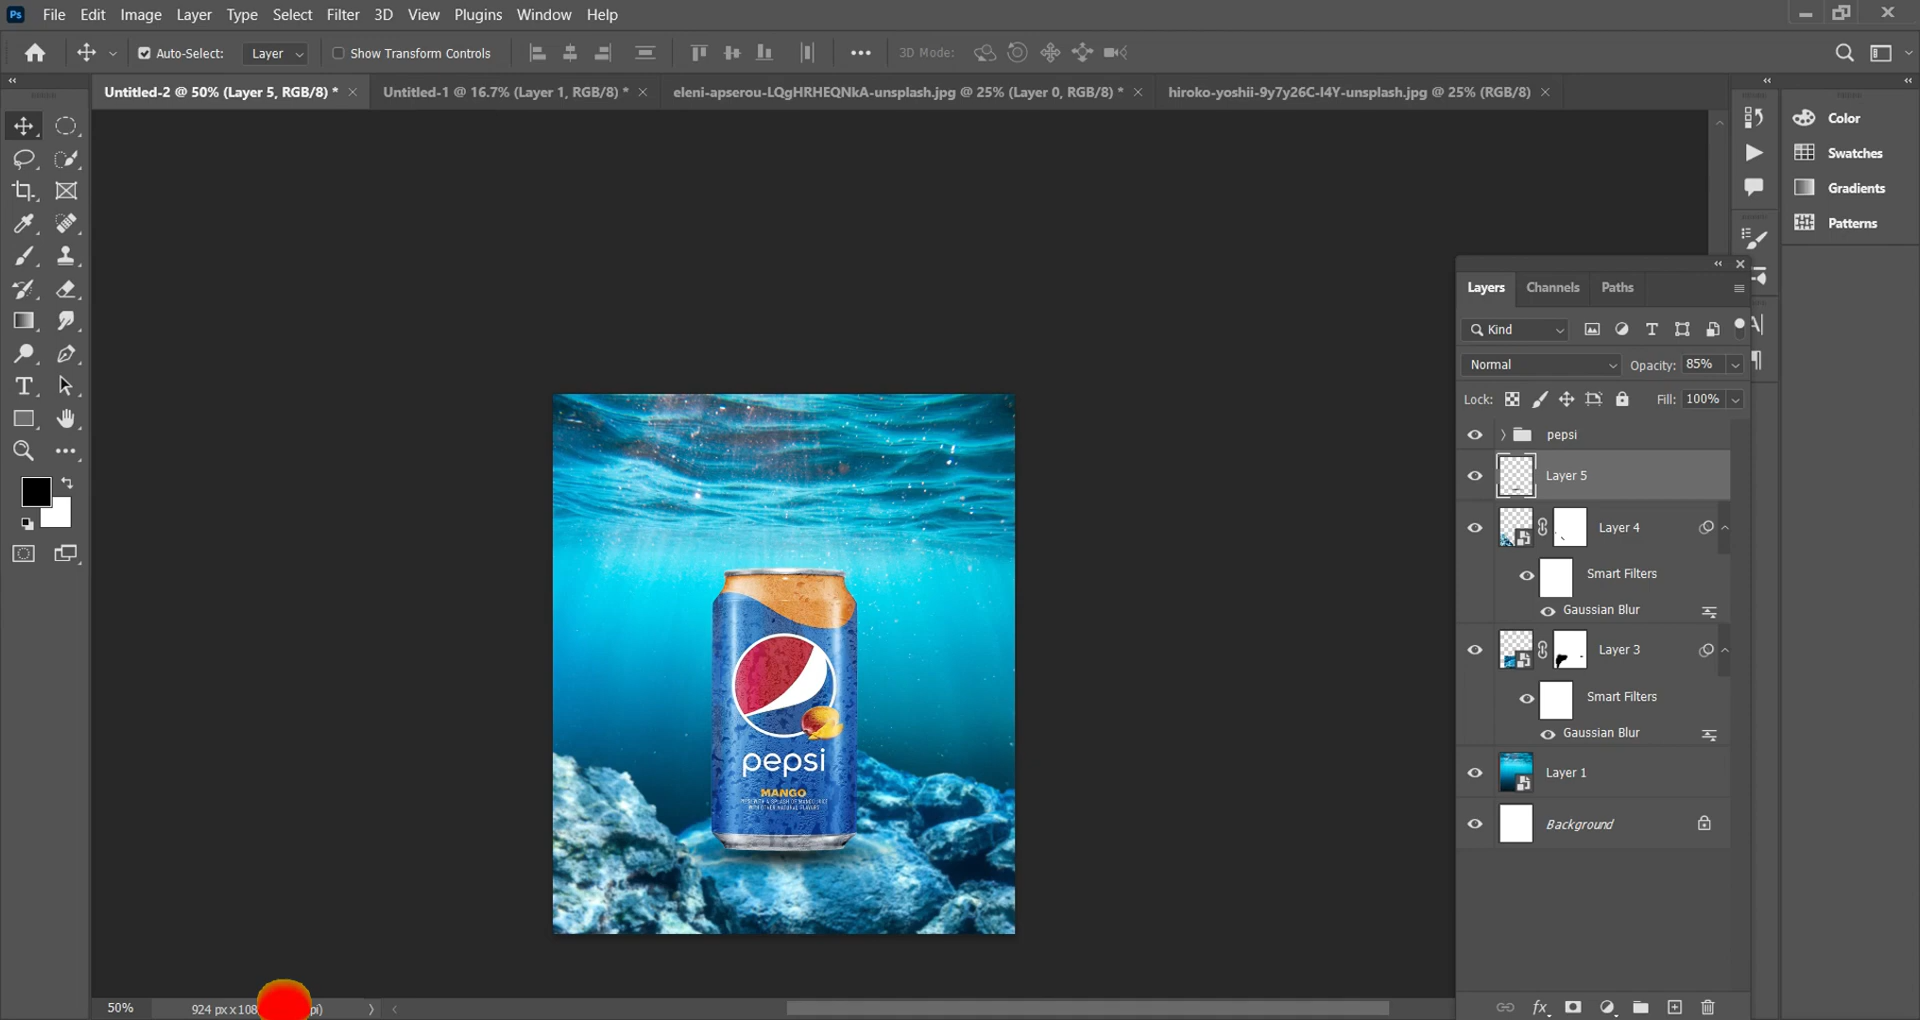 Ps File Edit Image Layer Type Select Filter 3D View Plugins Window Help
Auto-Select: Layer Show Transform Controls 3D Mode:
Untitled-2 @ 50% (Layer 5, RGB/8) * Untitled-1 @ 16.7% (Layer 1, RGB/8) * eleni-apserou-LQgHRHEQNkA-unsplash.jpg @ 25% (Layer 0, RGB/8) * hiroko-yoshii-9y7y26C-l4Y-unsplash.jpg @ 25% (RGB/8)
Color
Swatches
Gradients
Patterns
Layers Channels Paths
Kind
Normal Opacity: 85%
Lock: Fill: 100%
pepsi
Layer 5
Layer 4
Smart Filters
Gaussian Blur
Layer 3
Smart Filters
Gaussian Blur
Layer 1
Background
pepsi
MANGO
50% 924 px x 108 pi)